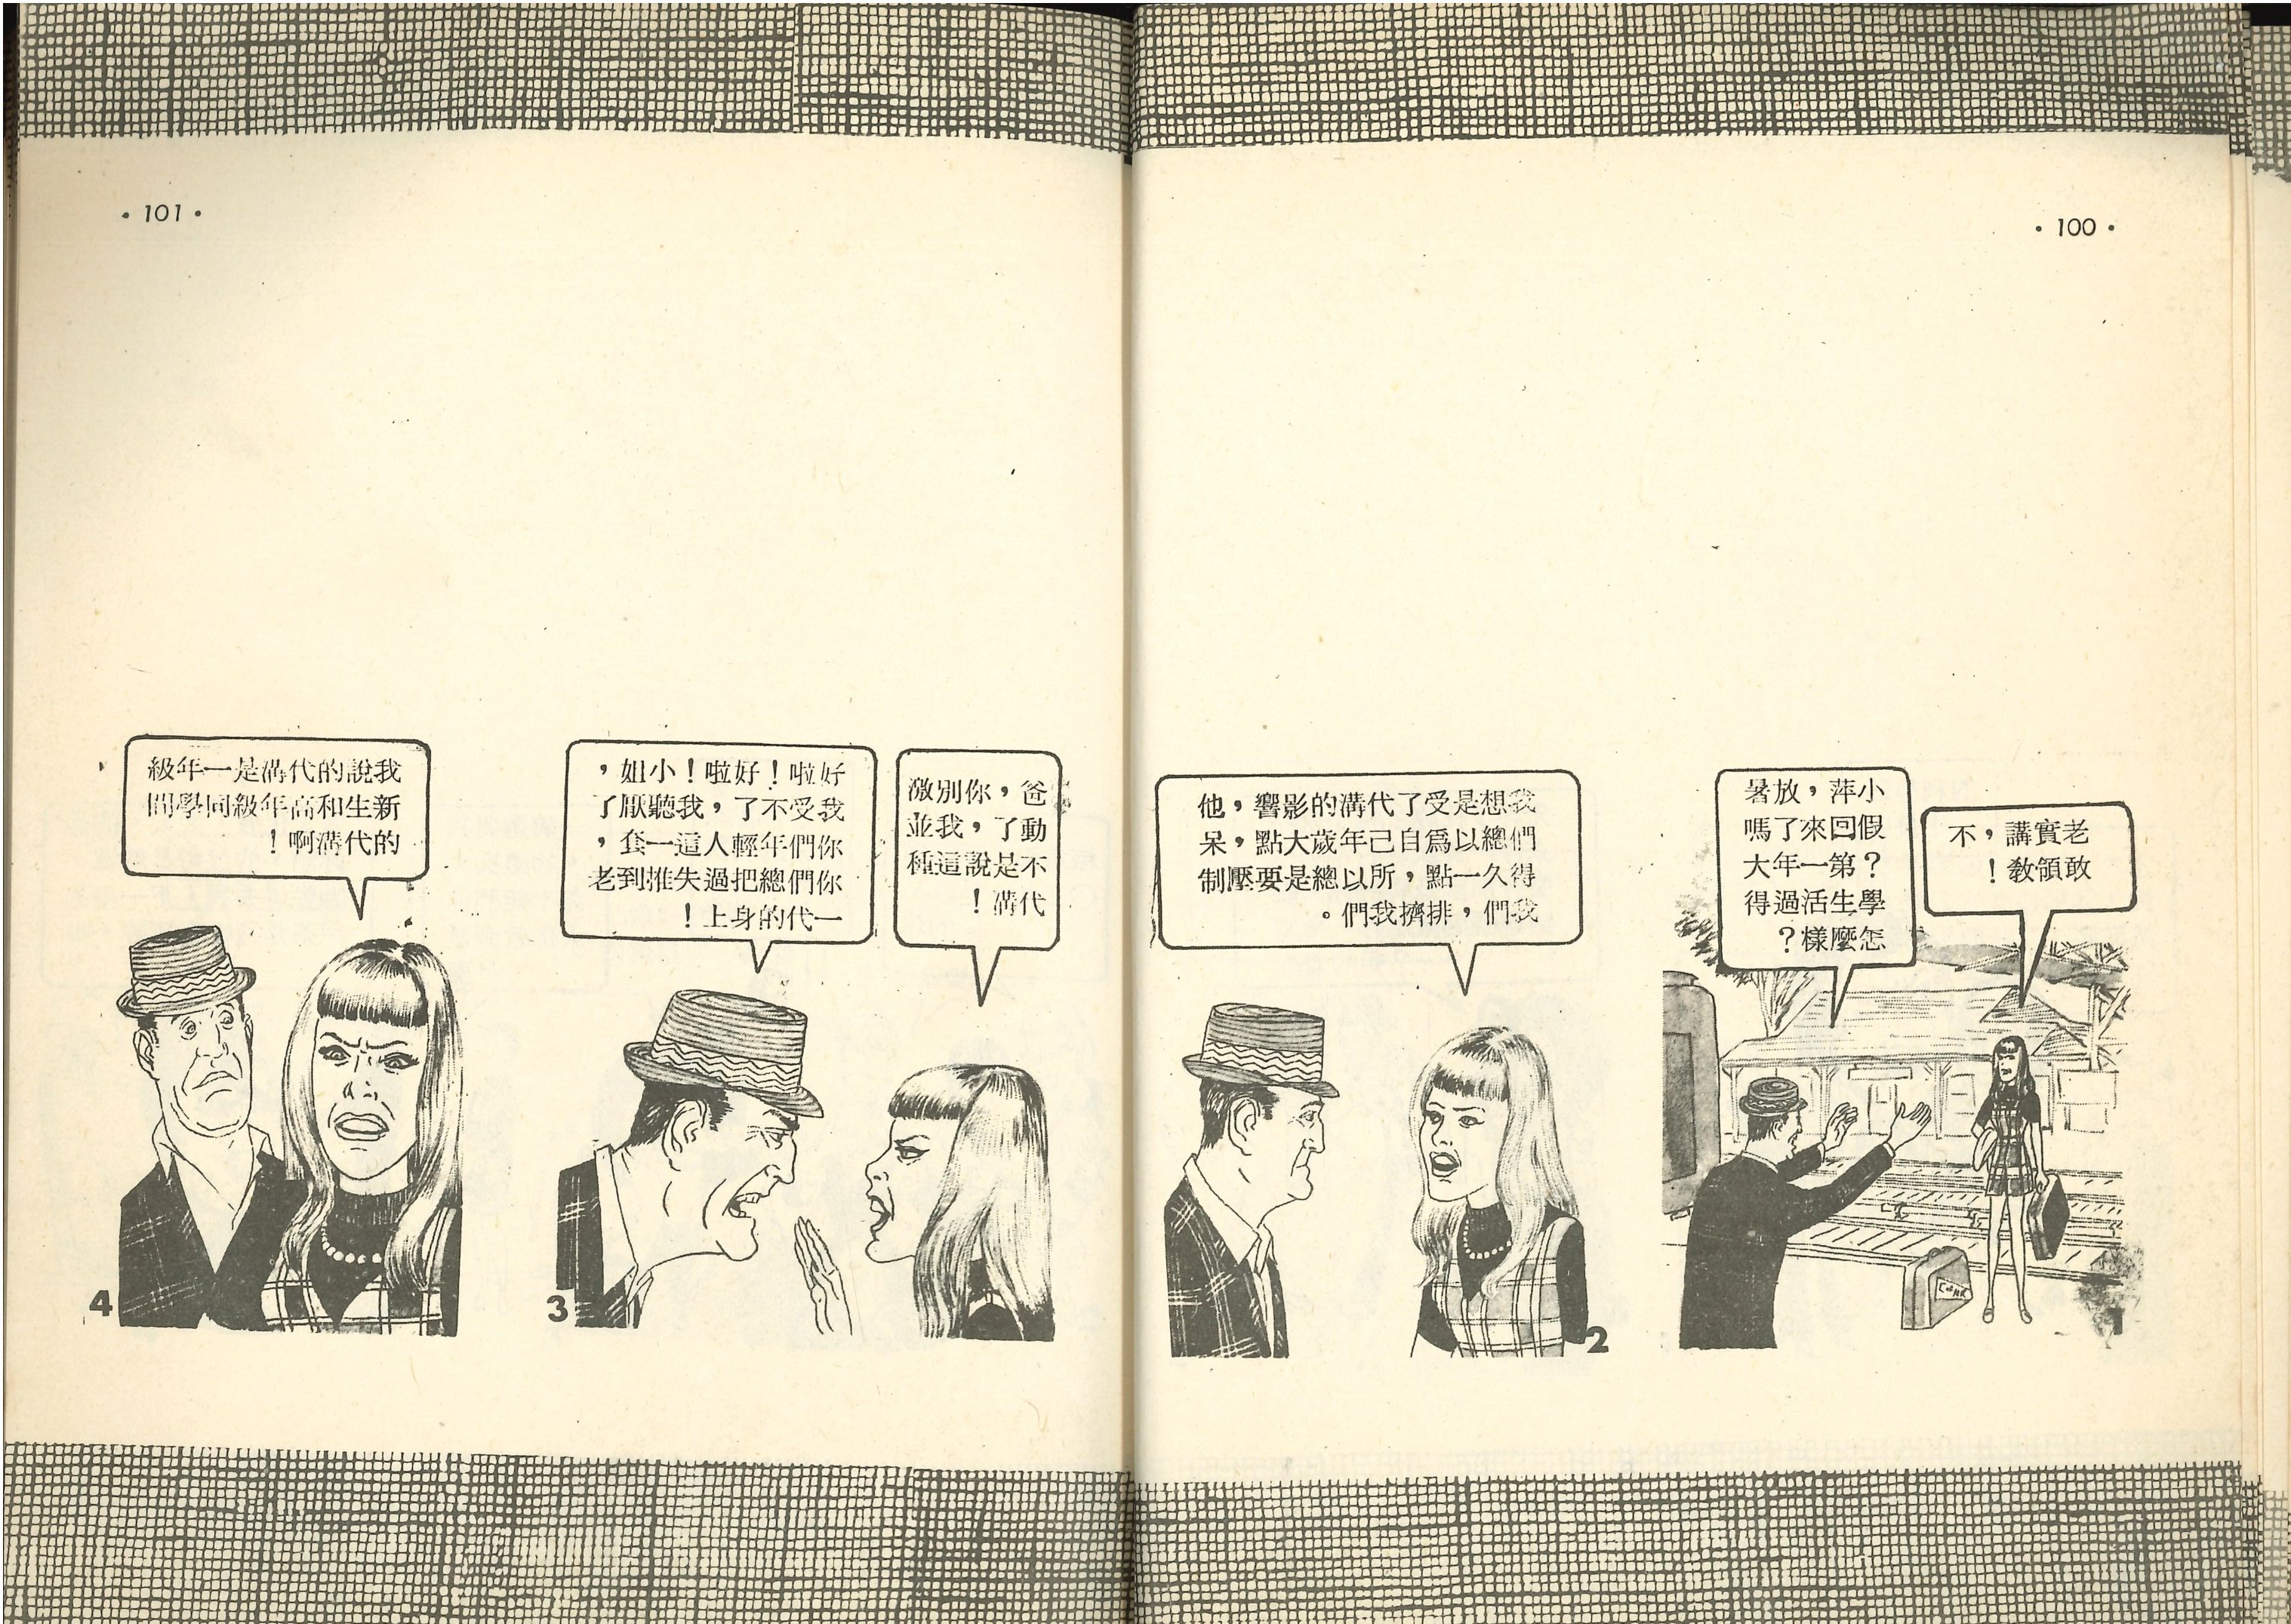 • 100 •
小萍，放暑
假回來了嗎
？第一年大
學生活過得
怎麼樣？
老實講，不
敢領教！
1
我想是受了代溝的影響，他
們總以爲自己年歲大點，呆
得久一點，所以總是要壓制
我們，排擠我們。
2
• 101 •
好啦！好啦！小姐，
我受不了，我聽厭了
你們年輕人這一套，
你們總把過失推到老
一代的身上！
爸，你別激
動了，我並
不是說這種
代溝！
3
我說的代溝是一年級
新生和高年級同學間
的代溝啊！
4